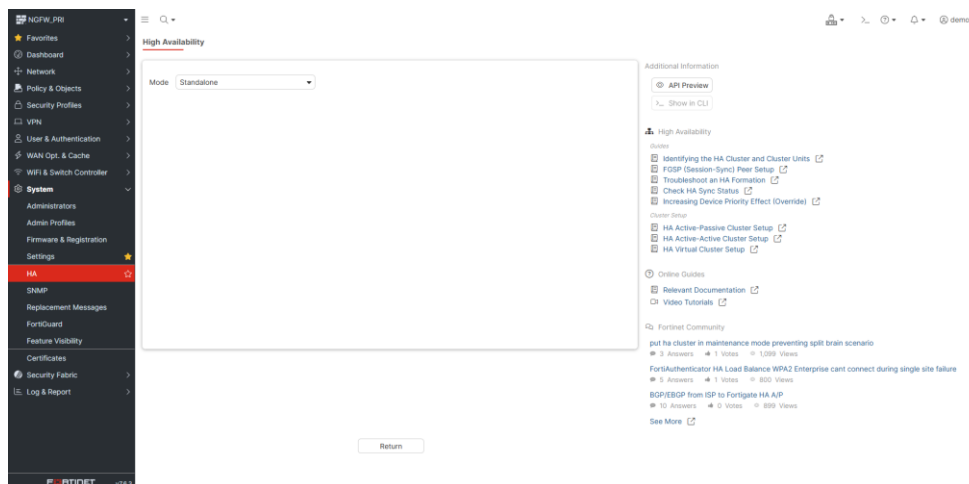 NGFW_PRI
Favorites
Dashboard
Network
Policy & Objects
Security Profiles
VPN
User & Authentication
WAN Opt. & Cache
WiFi & Switch Controller
System
Administrators
Admin Profiles
Firmware & Registration
Settings
HA
SNMP
Replacement Messages
FortiGuard
Feature Visibility
Certificates
Security Fabric
Log & Report
FORTINET
demo
High Availability
Mode Standalone
Return
Additional Information
API Preview
>_ Show in CLI
High Availability
Guides
Identifying the HA Cluster and Cluster Units
FGSP (Session-Sync) Peer Setup
Troubleshoot an HA Formation
Check HA Sync Status
Increasing Device Priority Effect (Override)
Cluster Setup
HA Active-Passive Cluster Setup
HA Active-Active Cluster Setup
HA Virtual Cluster Setup
Online Guides
Relevant Documentation
Video Tutorials
Fortinet Community
put ha cluster in maintenance mode preventing split brain scenario
3 Answers 1 Votes 1,099 Views
FortiAuthenticator HA Load Balance WPA2 Enterprise cant connect during single site failure
5 Answers 1 Votes 800 Views
BGP/EBGP from ISP to Fortigate HA A/P
10 Answers 0 Votes 899 Views
See More